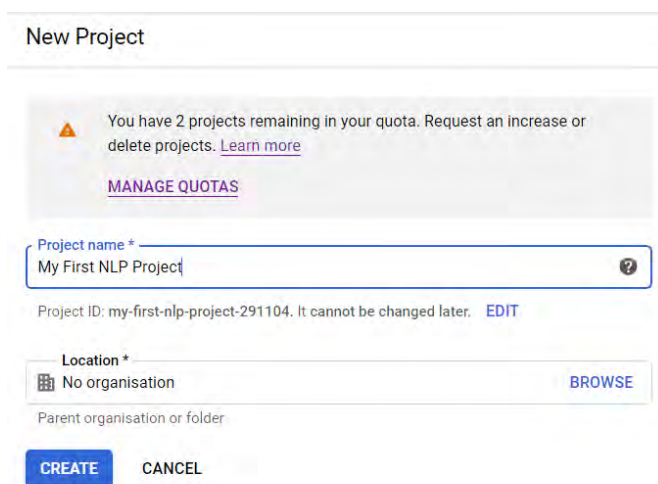 New Project
You have 2 projects remaining in your quota. Request an increase or
delete projects. Learn more
MANAGE QUOTAS
Project name *
My First NLP Project
Project ID: my-first-nlp-project-291104. It cannot be changed later. EDIT
Location *
No organisation BROWSE
Parent organisation or folder
CREATE CANCEL